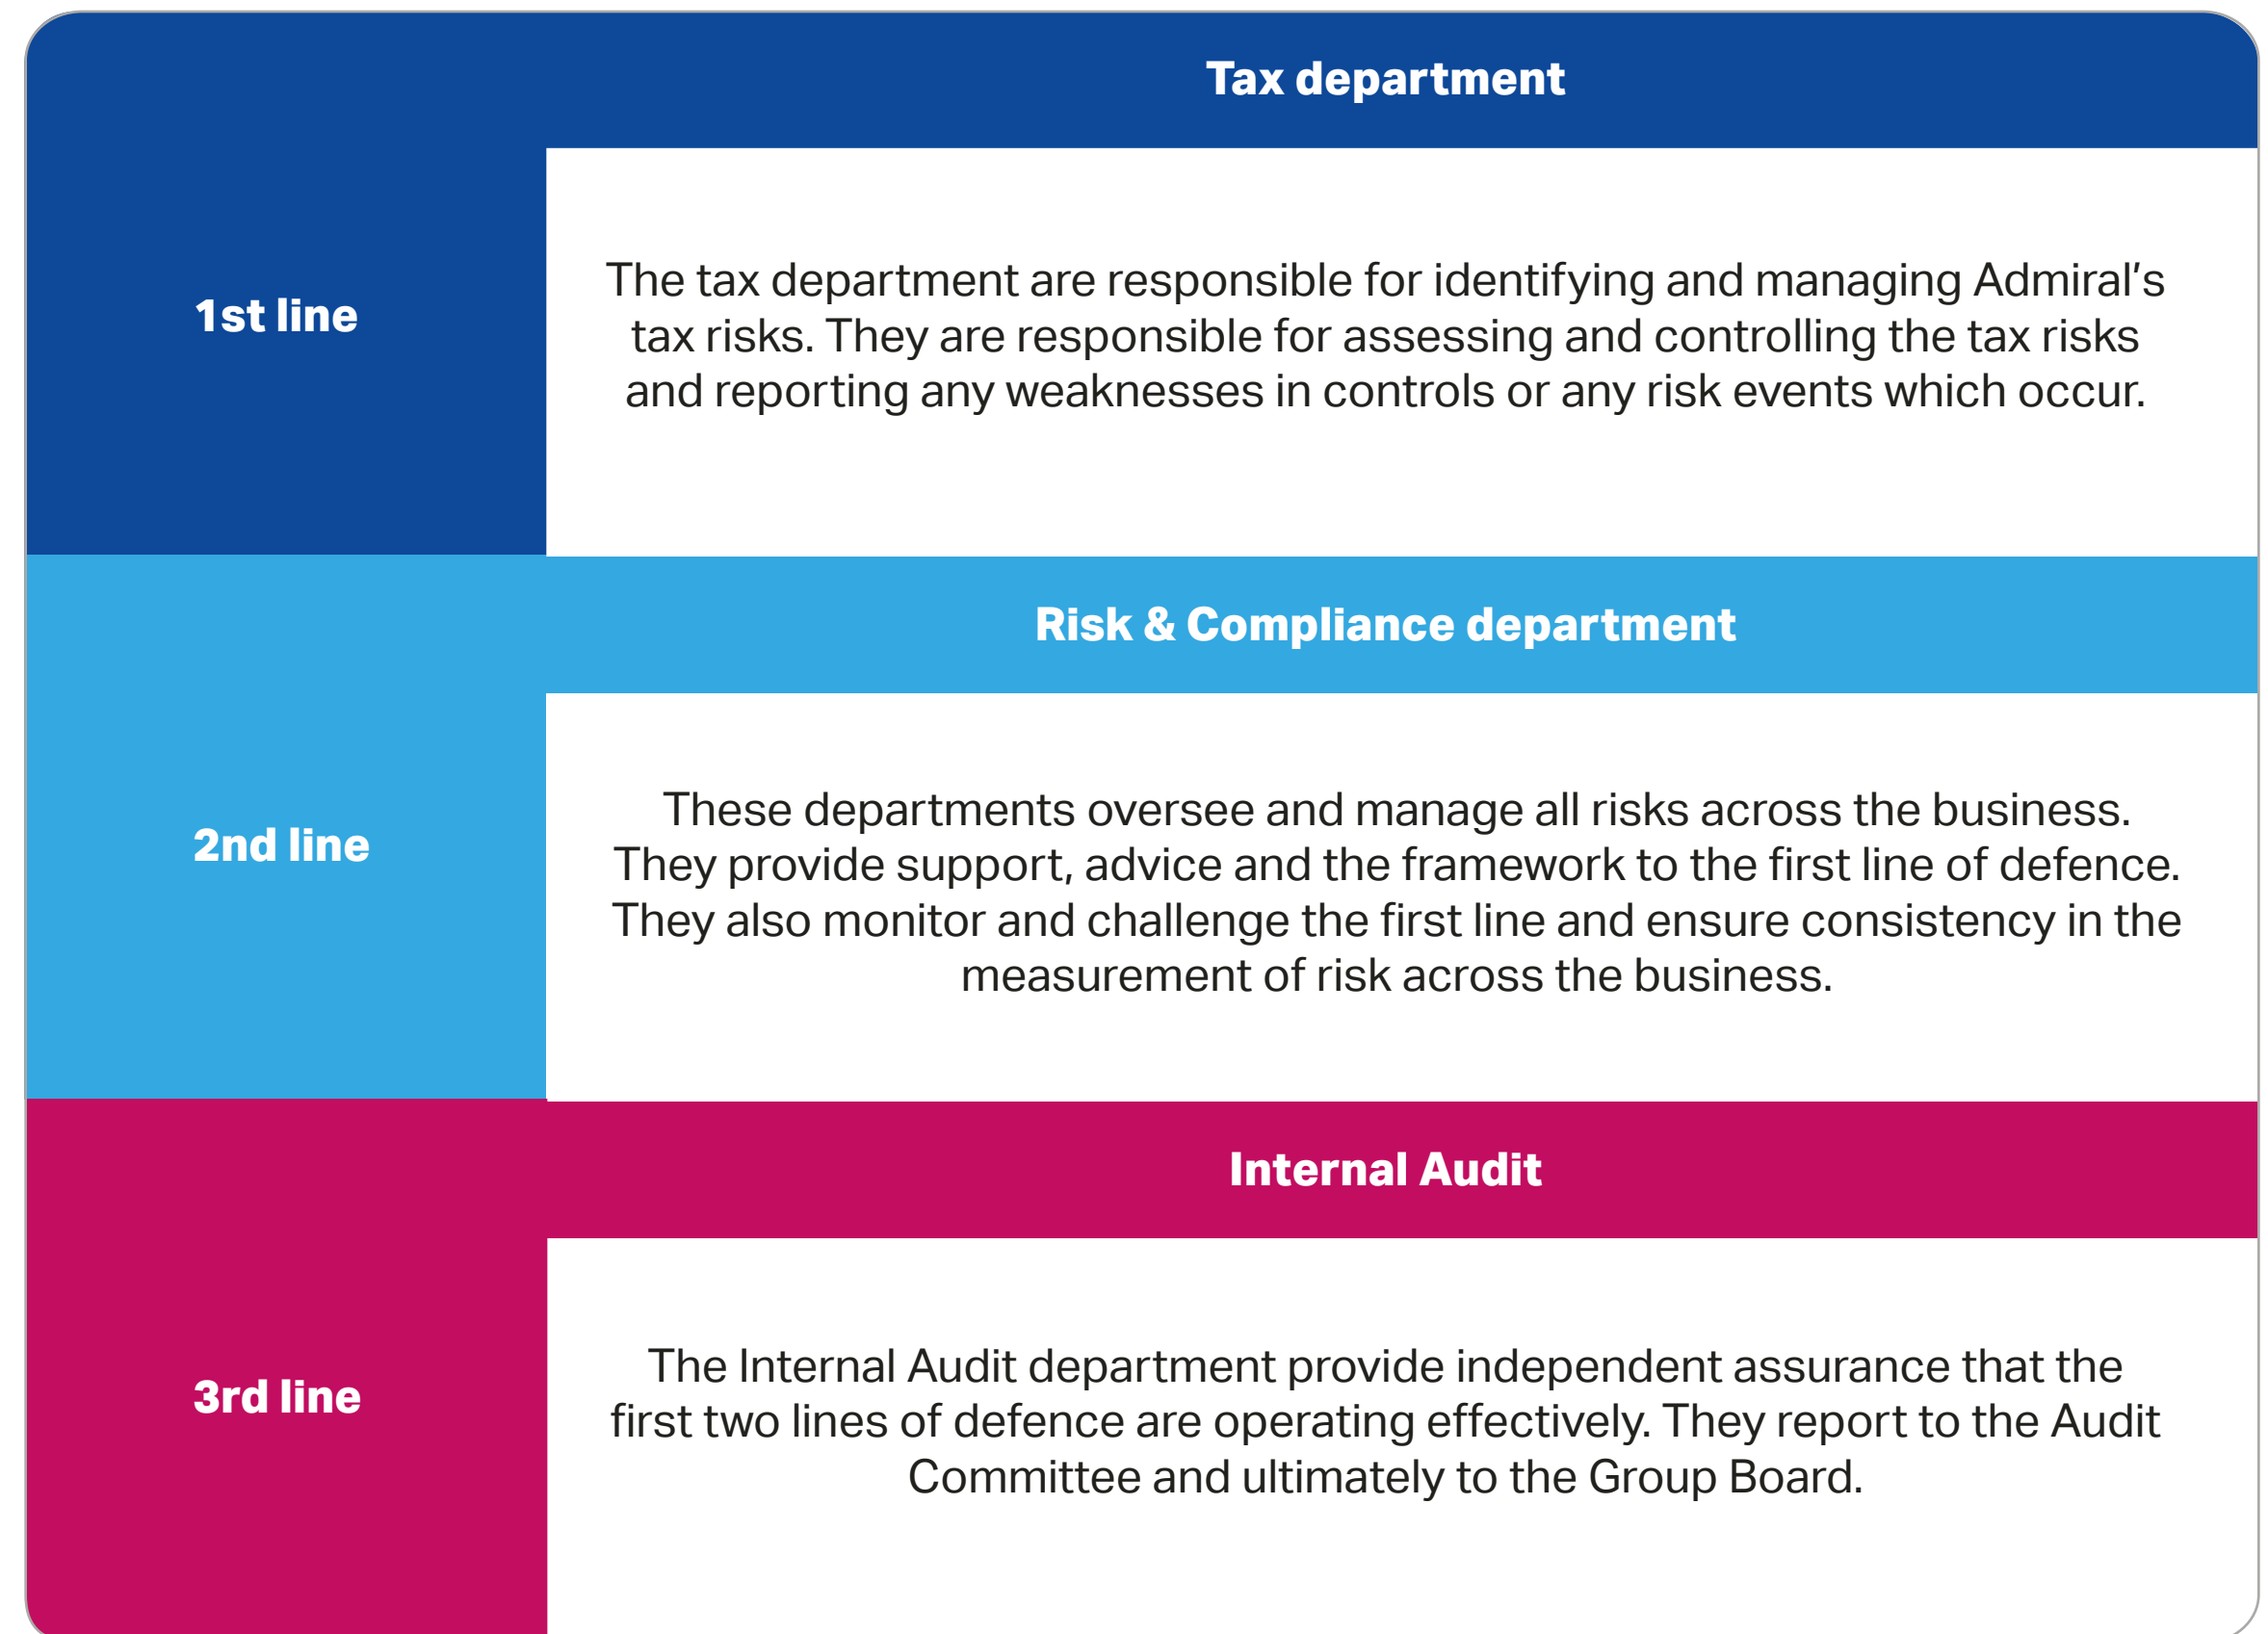 Tax department
1st line
The tax department are responsible for identifying and managing Admiral’s
tax risks. They are responsible for assessing and controlling the tax risks
and reporting any weaknesses in controls or any risk events which occur.
Risk & Compliance department
2nd line
These departments oversee and manage all risks across the business.
They provide support, advice and the framework to the first line of defence.
They also monitor and challenge the first line and ensure consistency in the
measurement of risk across the business.
Internal Audit
3rd line
The Internal Audit department provide independent assurance that the
first two lines of defence are operating effectively. They report to the Audit
Committee and ultimately to the Group Board.